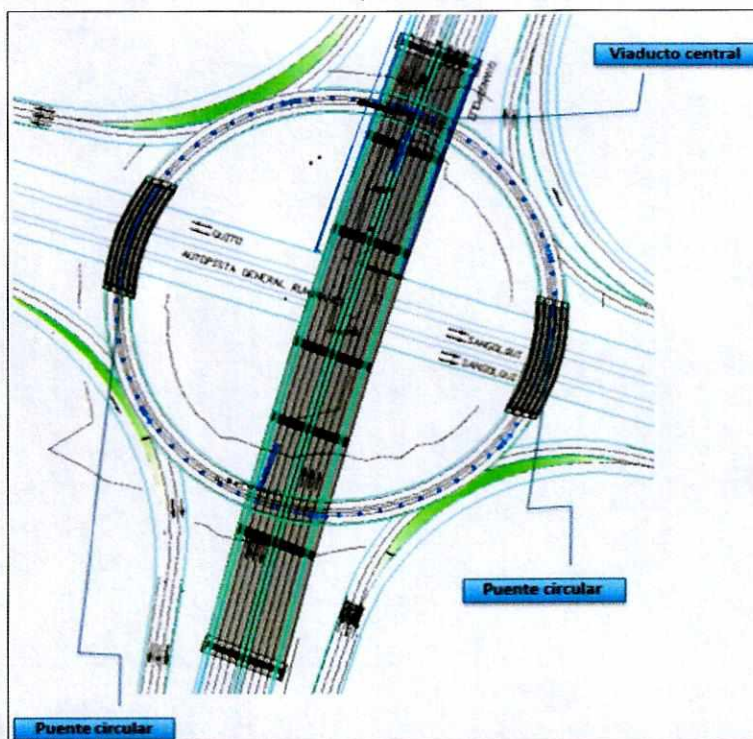 Viaducto central
QUITO
AUTOPISTA GENERAL
SANGOLQUI
SANGOLQUI
Puente circular
Puente circular